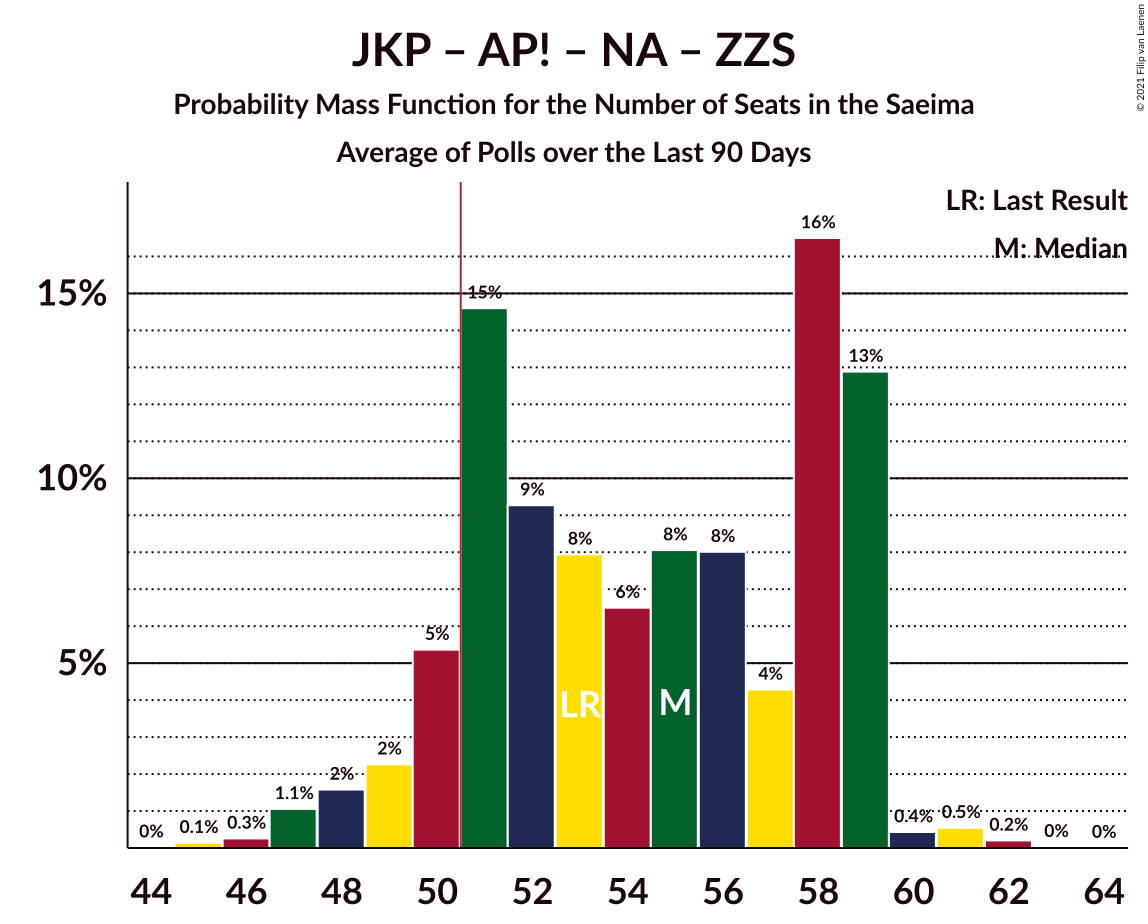 JKP – AP! – NA – ZZS
Probability Mass Function for the Number of Seats in the Saeima
Average of Polls over the Last 90 Days
© 2021 Filip van Laenen
LR: Last Result
M: Median
15%
10%
5%
0%
0.1%
0.3%
1.1%
2%
2%
5%
15%
9%
8%
6%
8%
8%
4%
16%
13%
0.4%
0.5%
0.2%
0%
0%
LR
M
44 46 48 50 52 54 56 58 60 62 64